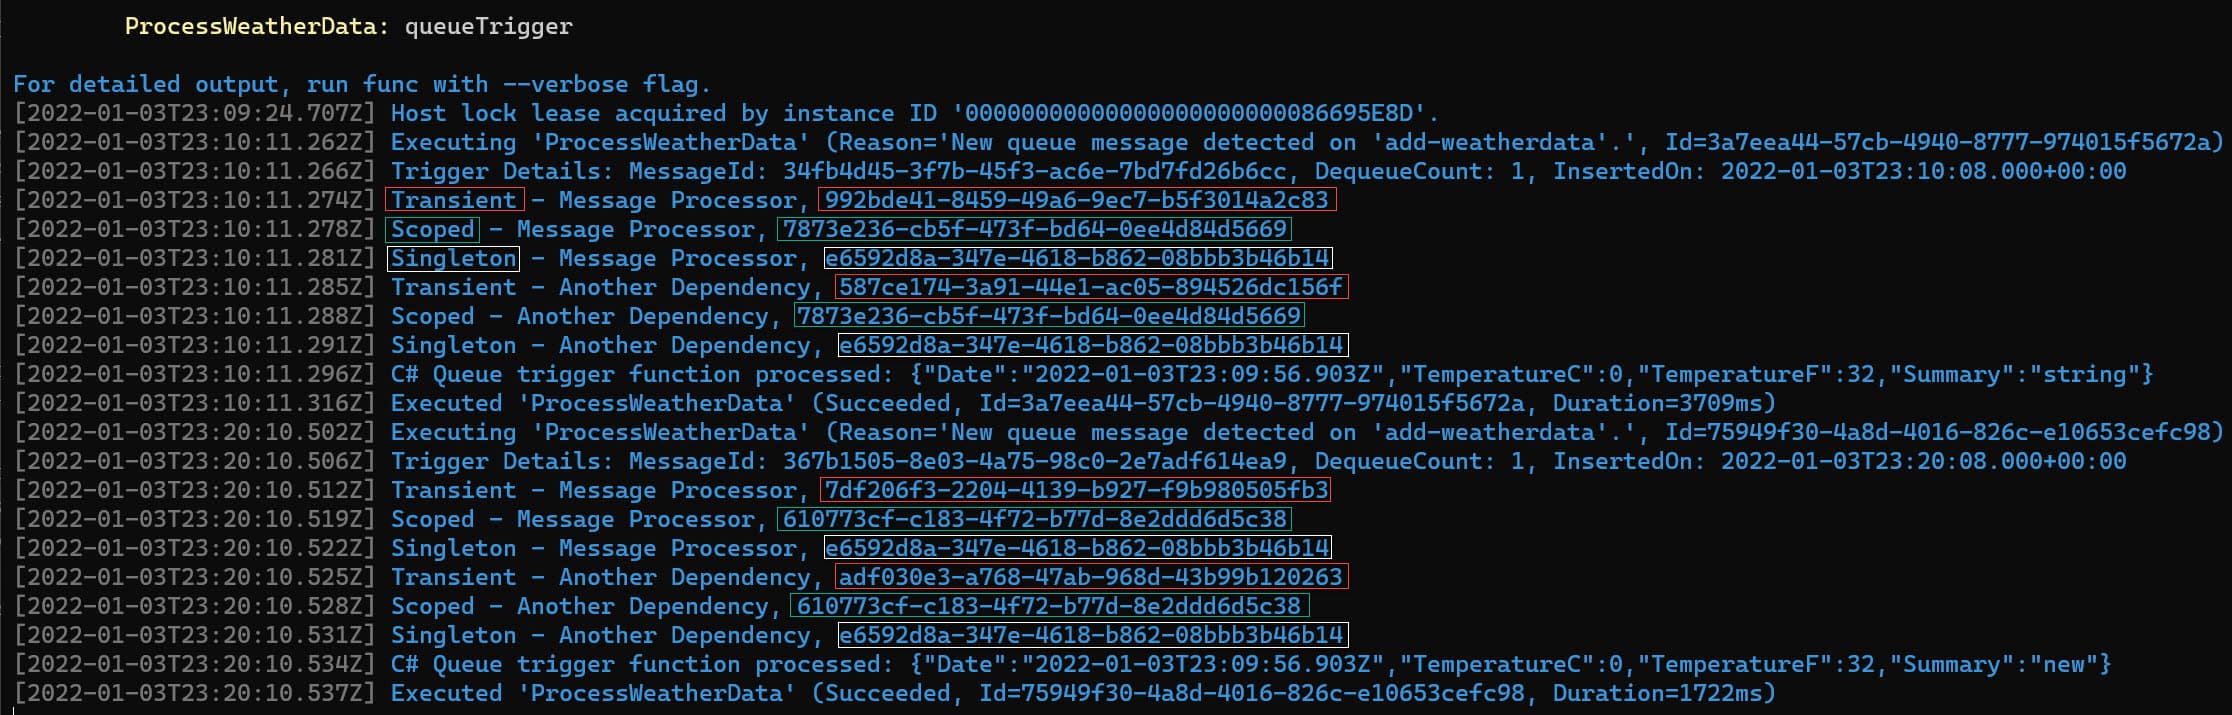 ProcessWeatherData: queueTrigger
For detailed output, run func with --verbose flag.
[2022-01-03T23:09:24.707Z] Host lock lease acquired by instance ID '00000000000000000000000086695E8D'.
[2022-01-03T23:10:11.262Z] Executing 'ProcessWeatherData' (Reason='New queue message detected on 'add-weatherdata'.', Id=3a7eea44-57cb-4940-8777-974015f5672a)
[2022-01-03T23:10:11.266Z] Trigger Details: MessageId: 34fb4d45-3f7b-45f3-ac6e-7bd7fd26b6cc, DequeueCount: 1, InsertedOn: 2022-01-03T23:10:08.000+00:00
[2022-01-03T23:10:11.274Z] Transient - Message Processor, 992bde41-8459-49a6-9ec7-b5f3014a2c83
[2022-01-03T23:10:11.278Z] Scoped - Message Processor, 7873e236-cb5f-473f-bd64-0ee4d84d5669
[2022-01-03T23:10:11.281Z] Singleton - Message Processor, e6592d8a-347e-4618-b862-08bbb3b46b14
[2022-01-03T23:10:11.285Z] Transient - Another Dependency, 587ce174-3a91-44e1-ac05-894526dc156f
[2022-01-03T23:10:11.288Z] Scoped - Another Dependency, 7873e236-cb5f-473f-bd64-0ee4d84d5669
[2022-01-03T23:10:11.291Z] Singleton - Another Dependency, e6592d8a-347e-4618-b862-08bbb3b46b14
[2022-01-03T23:10:11.296Z] C# Queue trigger function processed: {"Date":"2022-01-03T23:09:56.903Z","TemperatureC":0,"TemperatureF":32,"Summary":"string"}
[2022-01-03T23:10:11.316Z] Executed 'ProcessWeatherData' (Succeeded, Id=3a7eea44-57cb-4940-8777-974015f5672a, Duration=3709ms)
[2022-01-03T23:20:10.502Z] Executing 'ProcessWeatherData' (Reason='New queue message detected on 'add-weatherdata'.', Id=75949f30-4a8d-4016-826c-e10653cefc98)
[2022-01-03T23:20:10.506Z] Trigger Details: MessageId: 367b1505-8e03-4a75-98c0-2e7adf614ea9, DequeueCount: 1, InsertedOn: 2022-01-03T23:20:08.000+00:00
[2022-01-03T23:20:10.512Z] Transient - Message Processor, 7df206f3-2204-4139-b927-f9b980505fb3
[2022-01-03T23:20:10.519Z] Scoped - Message Processor, 610773cf-c183-4f72-b77d-8e2ddd6d5c38
[2022-01-03T23:20:10.522Z] Singleton - Message Processor, e6592d8a-347e-4618-b862-08bbb3b46b14
[2022-01-03T23:20:10.525Z] Transient - Another Dependency, adf030e3-a768-47ab-968d-43b99b120263
[2022-01-03T23:20:10.528Z] Scoped - Another Dependency, 610773cf-c183-4f72-b77d-8e2ddd6d5c38
[2022-01-03T23:20:10.531Z] Singleton - Another Dependency, e6592d8a-347e-4618-b862-08bbb3b46b14
[2022-01-03T23:20:10.534Z] C# Queue trigger function processed: {"Date":"2022-01-03T23:09:56.903Z","TemperatureC":0,"TemperatureF":32,"Summary":"new"}
[2022-01-03T23:20:10.537Z] Executed 'ProcessWeatherData' (Succeeded, Id=75949f30-4a8d-4016-826c-e10653cefc98, Duration=1722ms)